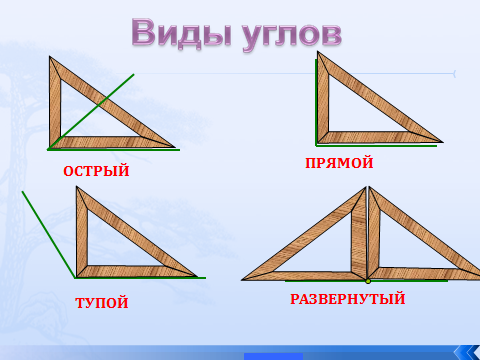 Виды углов
ОСТРЫЙ
ПРЯМОЙ
ТУПОЙ
РАЗВЕРНУТЫЙ